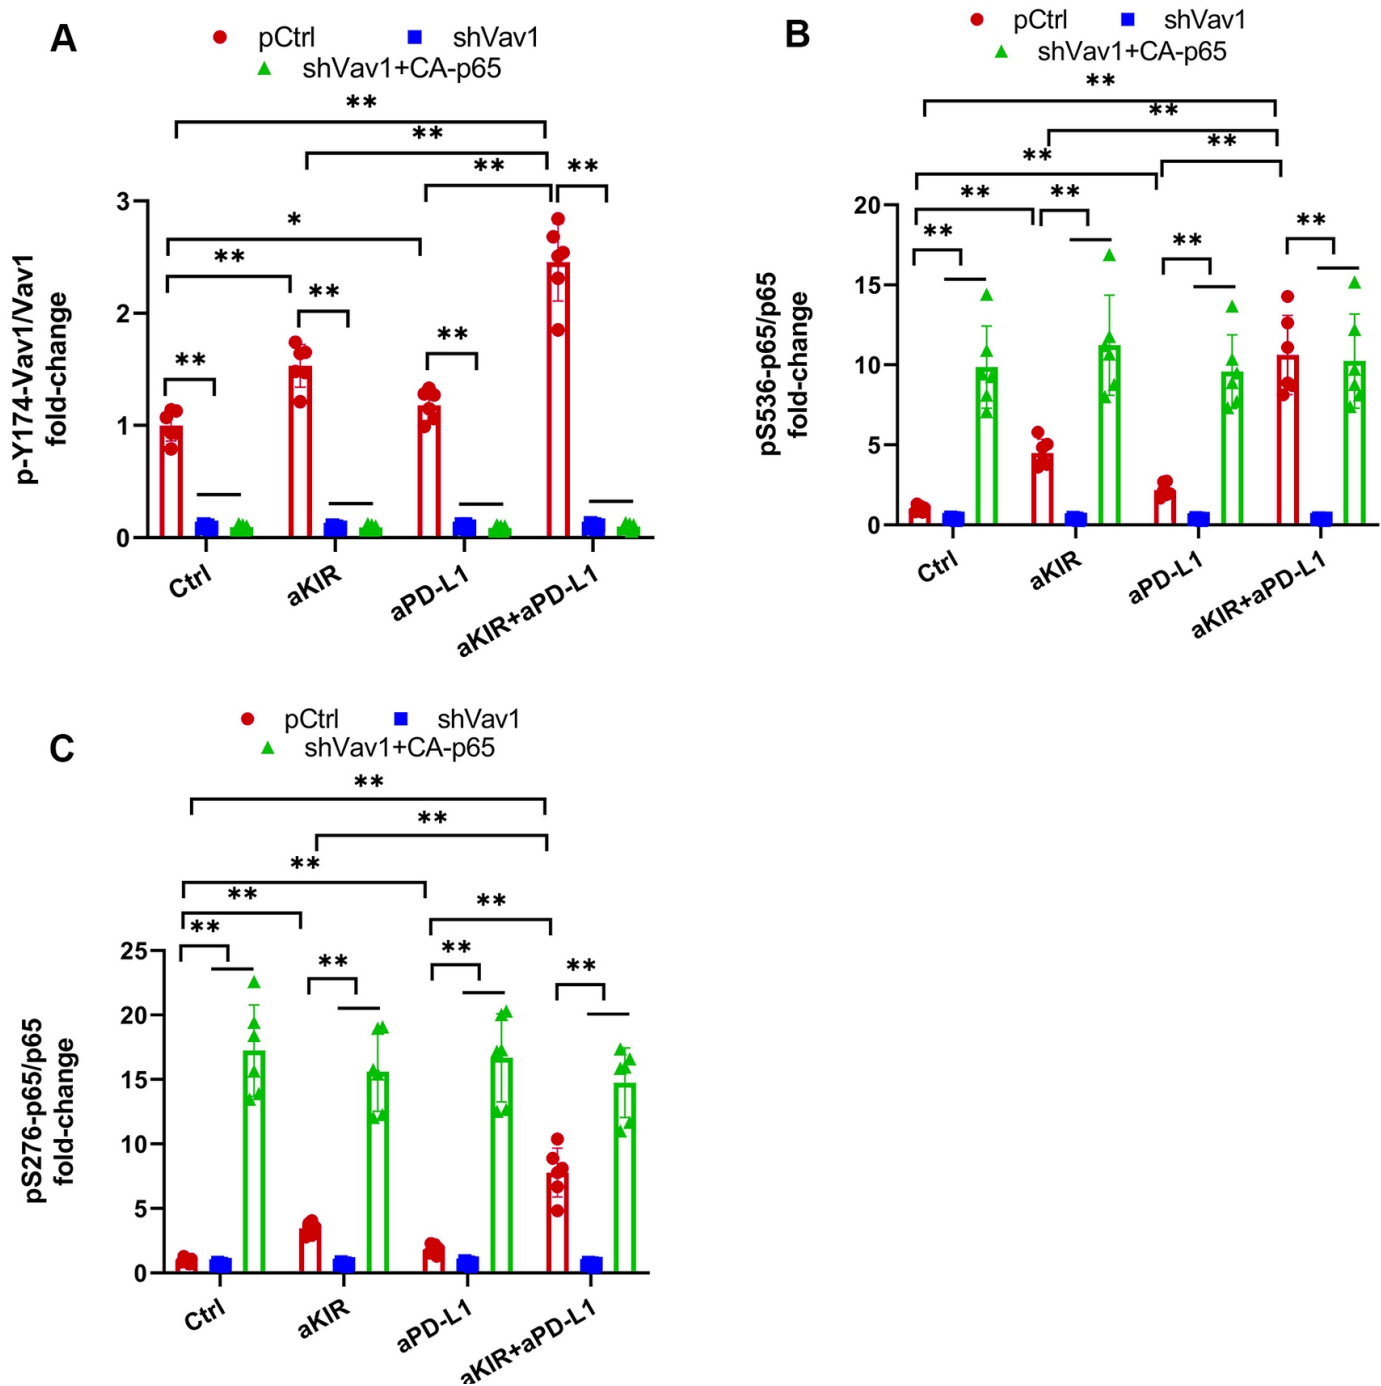 A
pCtrl shVav1
shVav1+CA-p65
**
**
** **
*
**
**
**
**
p-Y174-Vav1/Vav1
fold-change
3
2
1
0
Ctrl
aKIR
aPD-L1
aKIR+aPD-L1
B
pCtrl shVav1
shVav1+CA-p65
**
**
**
**
** **
**
**
**
pS536-p65/p65
fold-change
20
15
10
5
0
Ctrl
aKIR
aPD-L1
aKIR+aPD-L1
C
pCtrl shVav1
shVav1+CA-p65
**
**
**
**
**
**
**
**
**
pS276-p65/p65
fold-change
25
20
15
10
5
0
Ctrl
aKIR
aPD-L1
aKIR+aPD-L1